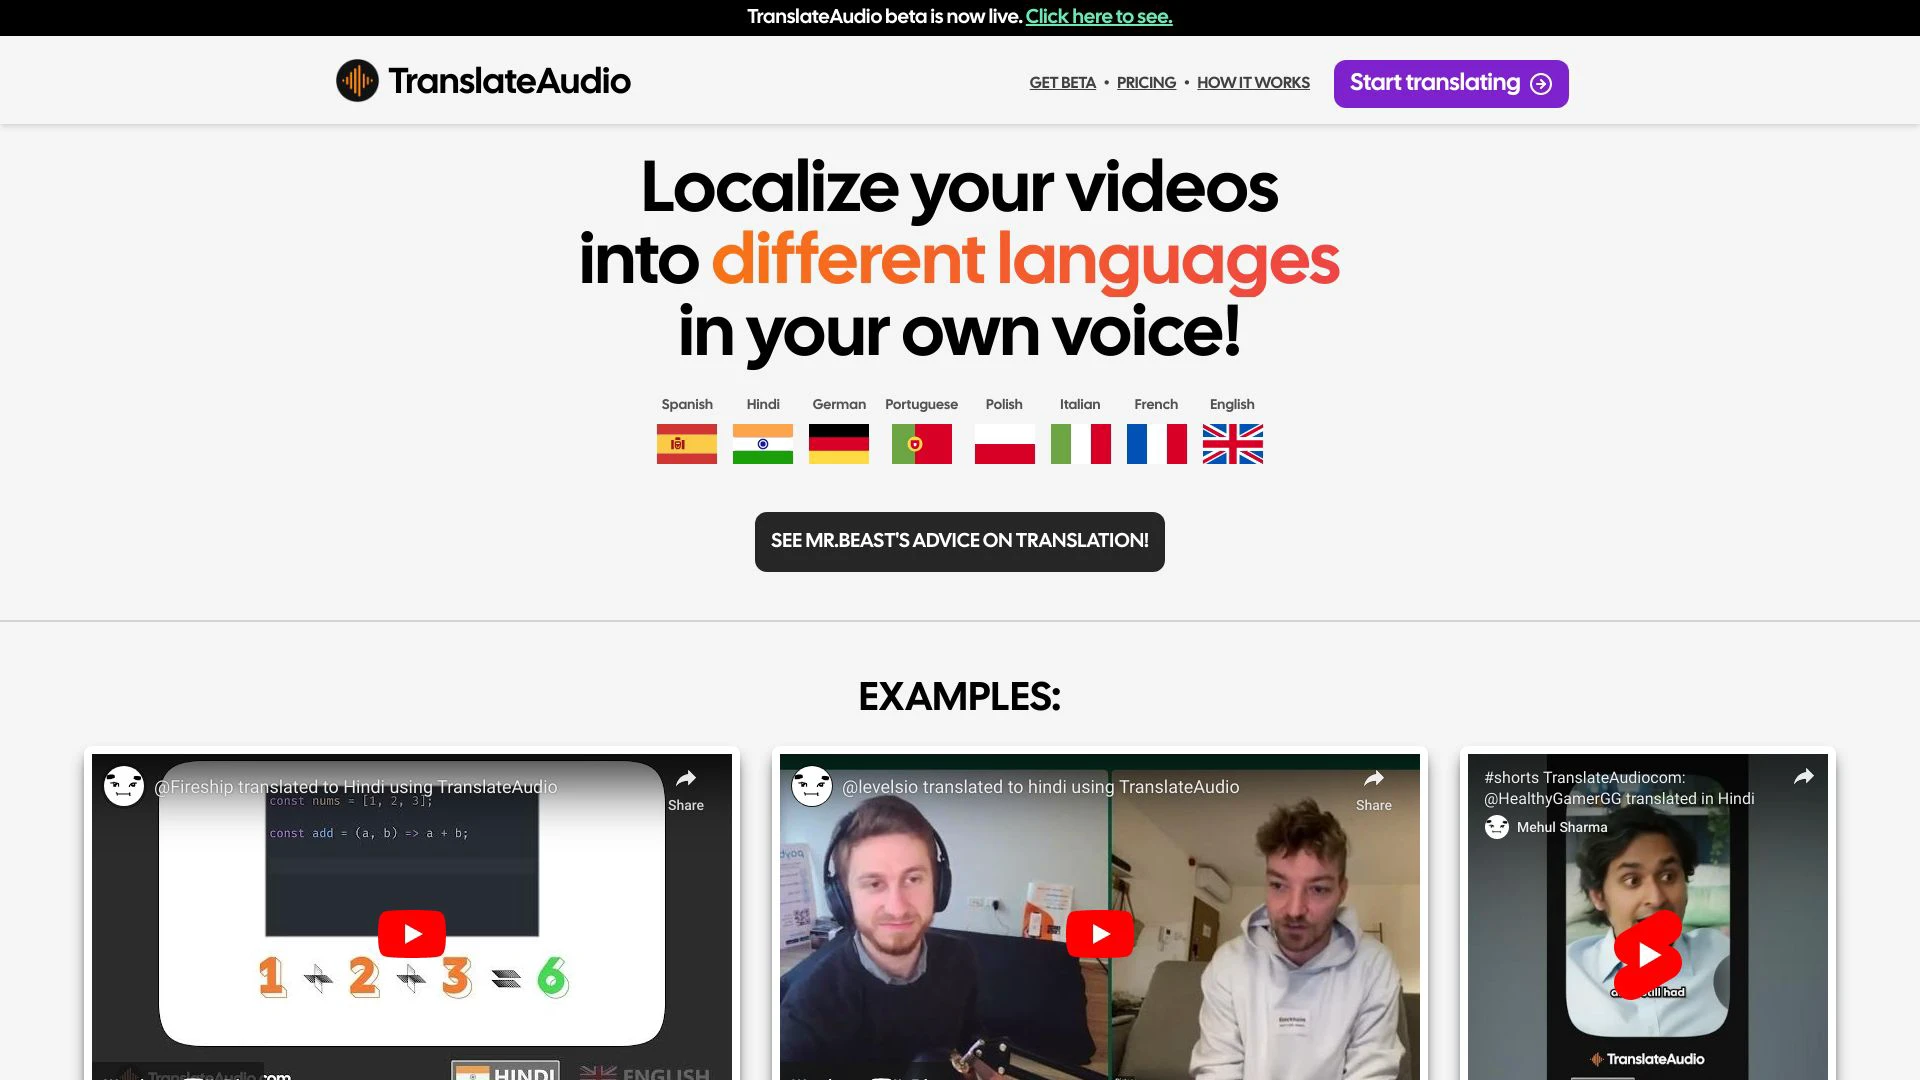 TranslateAudio beta is now live. Click here to see.
TranslateAudio
GET BETA • PRICING • HOW IT WORKS
Start translating
Localize your videos
into different languages
in your own voice!
Spanish Hindi German Portuguese Polish Italian French English
SEE MR.BEAST'S ADVICE ON TRANSLATION!
EXAMPLES:
@Fireship translated to Hindi using TranslateAudio
Share
const nums = [1, 2, 3];
const add = (a, b) => a + b;
1 + 2 + 3 = 6
TranslateAudio.com
HINDI
ENGLISH
@levelsio translated to hindi using TranslateAudio
Share
#shorts TranslateAudiocom:
@HealthyGamerGG translated in Hindi
Mehul Sharma
still had
TranslateAudio